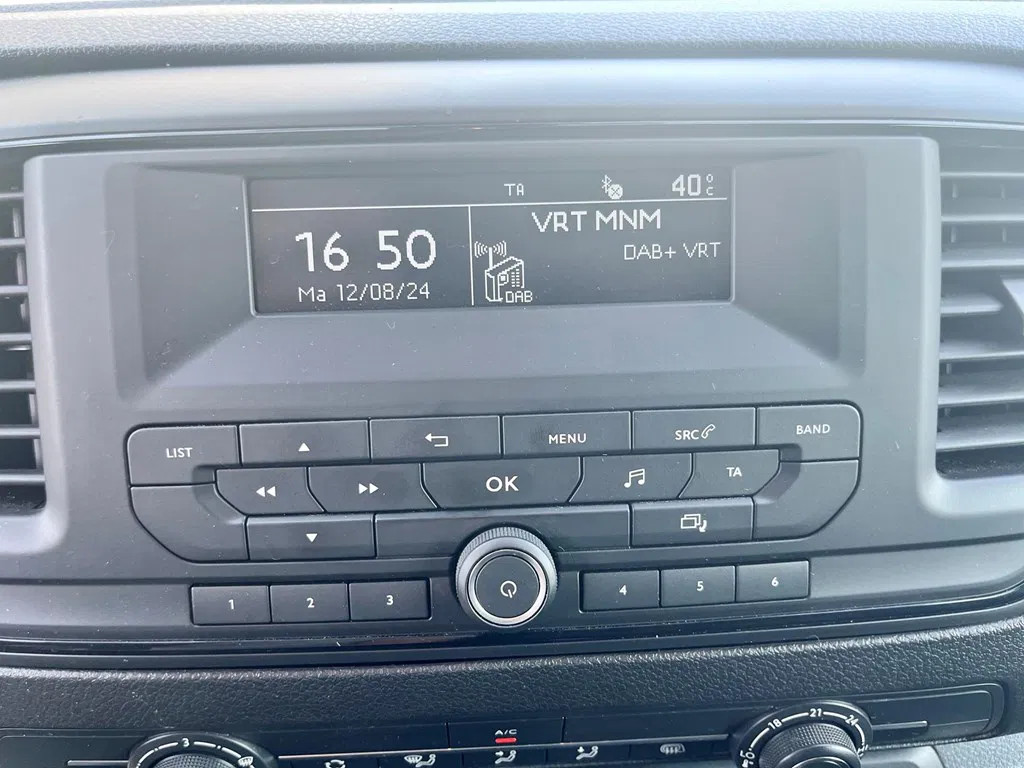 TA 40°C
16 50
Ma 12/08/24
VRT MNM
DAB+ VRT
DAB
LIST
MENU
SRC
BAND
OK
TA
1 2 3 4 5 6
A/C
3
18 21 24